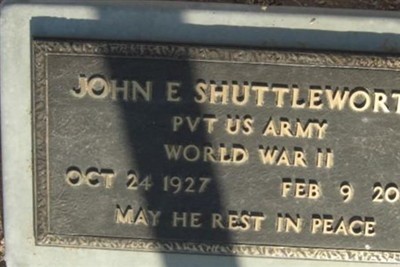 JOHN E SHUTTLEWORT
PVT US ARMY
WORLD WAR II
OCT 24 1927 FEB 9 20
MAY HE REST IN PEACE